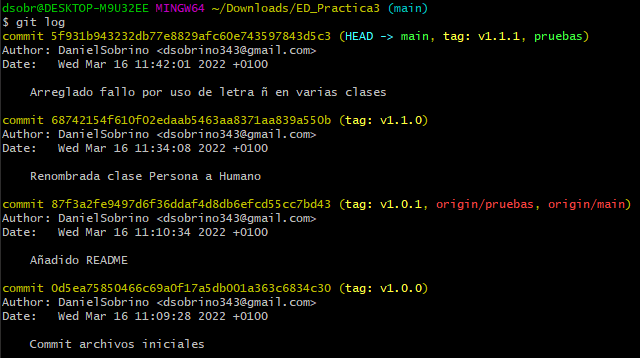 dsobr@DESKTOP-M9U32EE MINGW64 ~/Downloads/ED_Practica3 (main)
$ git log
commit 5f931b943232db77e8829afc60e743597843d5c3 (HEAD -> main, tag: v1.1.1, pruebas)
Author: DanielSobrino <dsobrino343@gmail.com>
Date:   Wed Mar 16 11:42:01 2022 +0100
Arreglado fallo por uso de letra ñ en varias clases
commit 68742154f610f02edaab5463aa8371aa839a550b (tag: v1.1.0)
Author: DanielSobrino <dsobrino343@gmail.com>
Date:   Wed Mar 16 11:34:08 2022 +0100
Renombrada clase Persona a Humano
commit 87f3a2fe9497d6f36ddaf4d8db6efcd55cc7bd43 (tag: v1.0.1, origin/pruebas, origin/main)
Author: DanielSobrino <dsobrino343@gmail.com>
Date:   Wed Mar 16 11:10:34 2022 +0100
Añadido README
commit 0d5ea75850466c69a0f17a5db001a363c6834c30 (tag: v1.0.0)
Author: DanielSobrino <dsobrino343@gmail.com>
Date:   Wed Mar 16 11:09:28 2022 +0100
Commit archivos iniciales